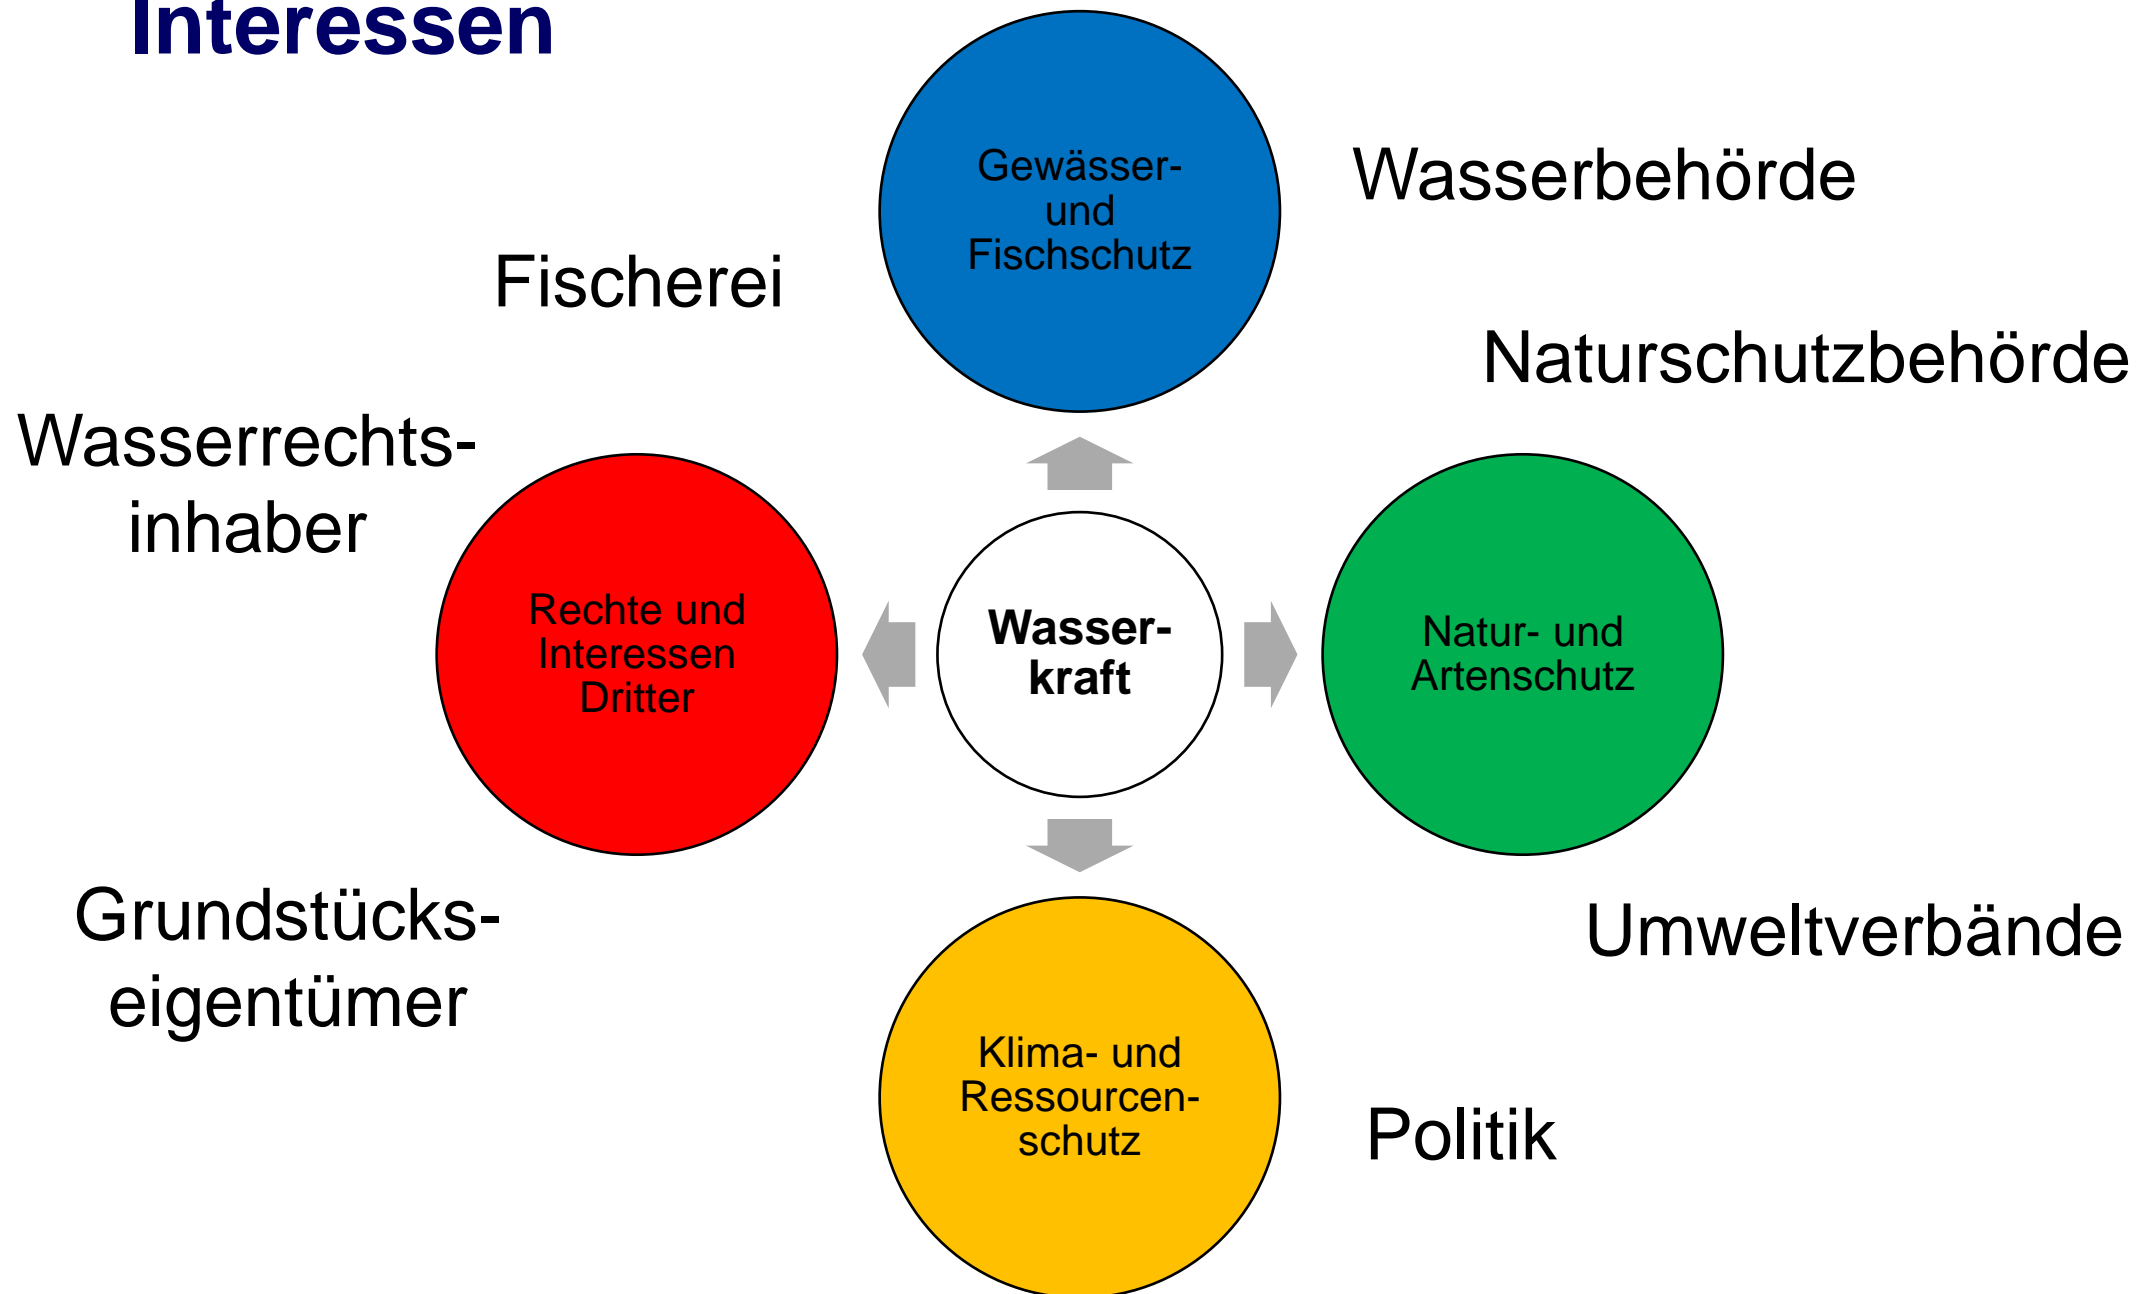 Interessen
Gewässer-
und
Fischschutz
Wasserbehörde
Fischerei
Naturschutzbehörde
Wasserrechts-
inhaber
Rechte und
Interessen
Dritter
Wasser-
kraft
Natur- und
Artenschutz
Grundstücks-
eigentümer
Umweltverbände
Klima- und
Ressourcen-
schutz
Politik